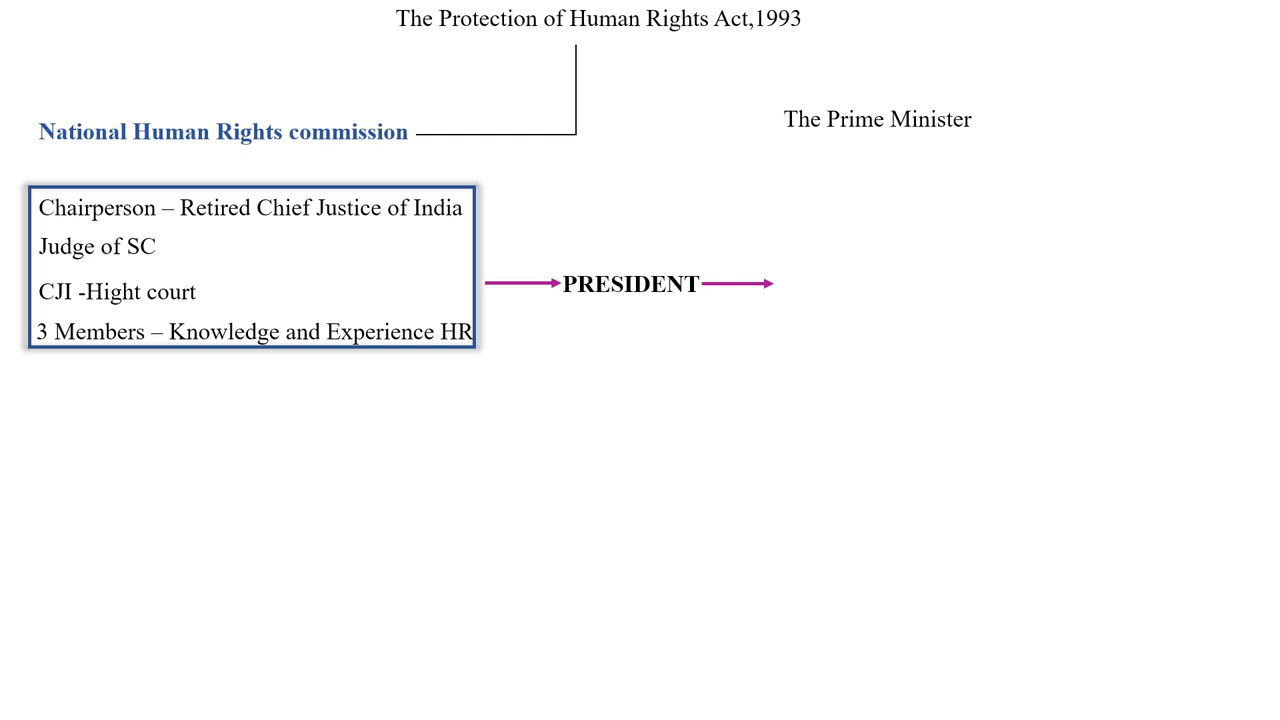 The Protection of Human Rights Act,1993
The Prime Minister
National Human Rights commission
Chairperson – Retired Chief Justice of India
Judge of SC
CJI -Hight court
3 Members – Knowledge and Experience HR
PRESIDENT